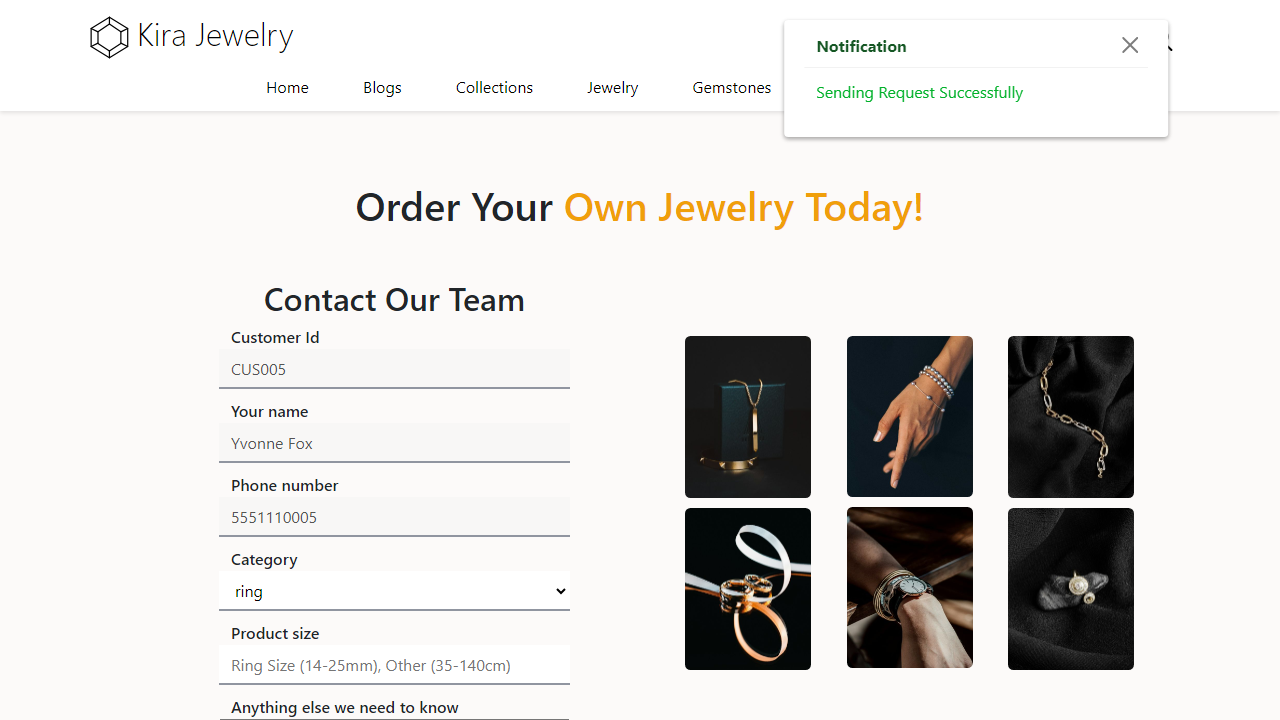 Kira Jewelry
Notification
Home Blogs Collections Jewelry Gemstones
Sending Request Successfully
Order Your Own Jewelry Today!
Contact Our Team
Customer Id
CUS005
Your name
Yvonne Fox
Phone number
5551110005
Category
ring
Product size
Ring Size (14-25mm), Other (35-140cm)
Anything else we need to know